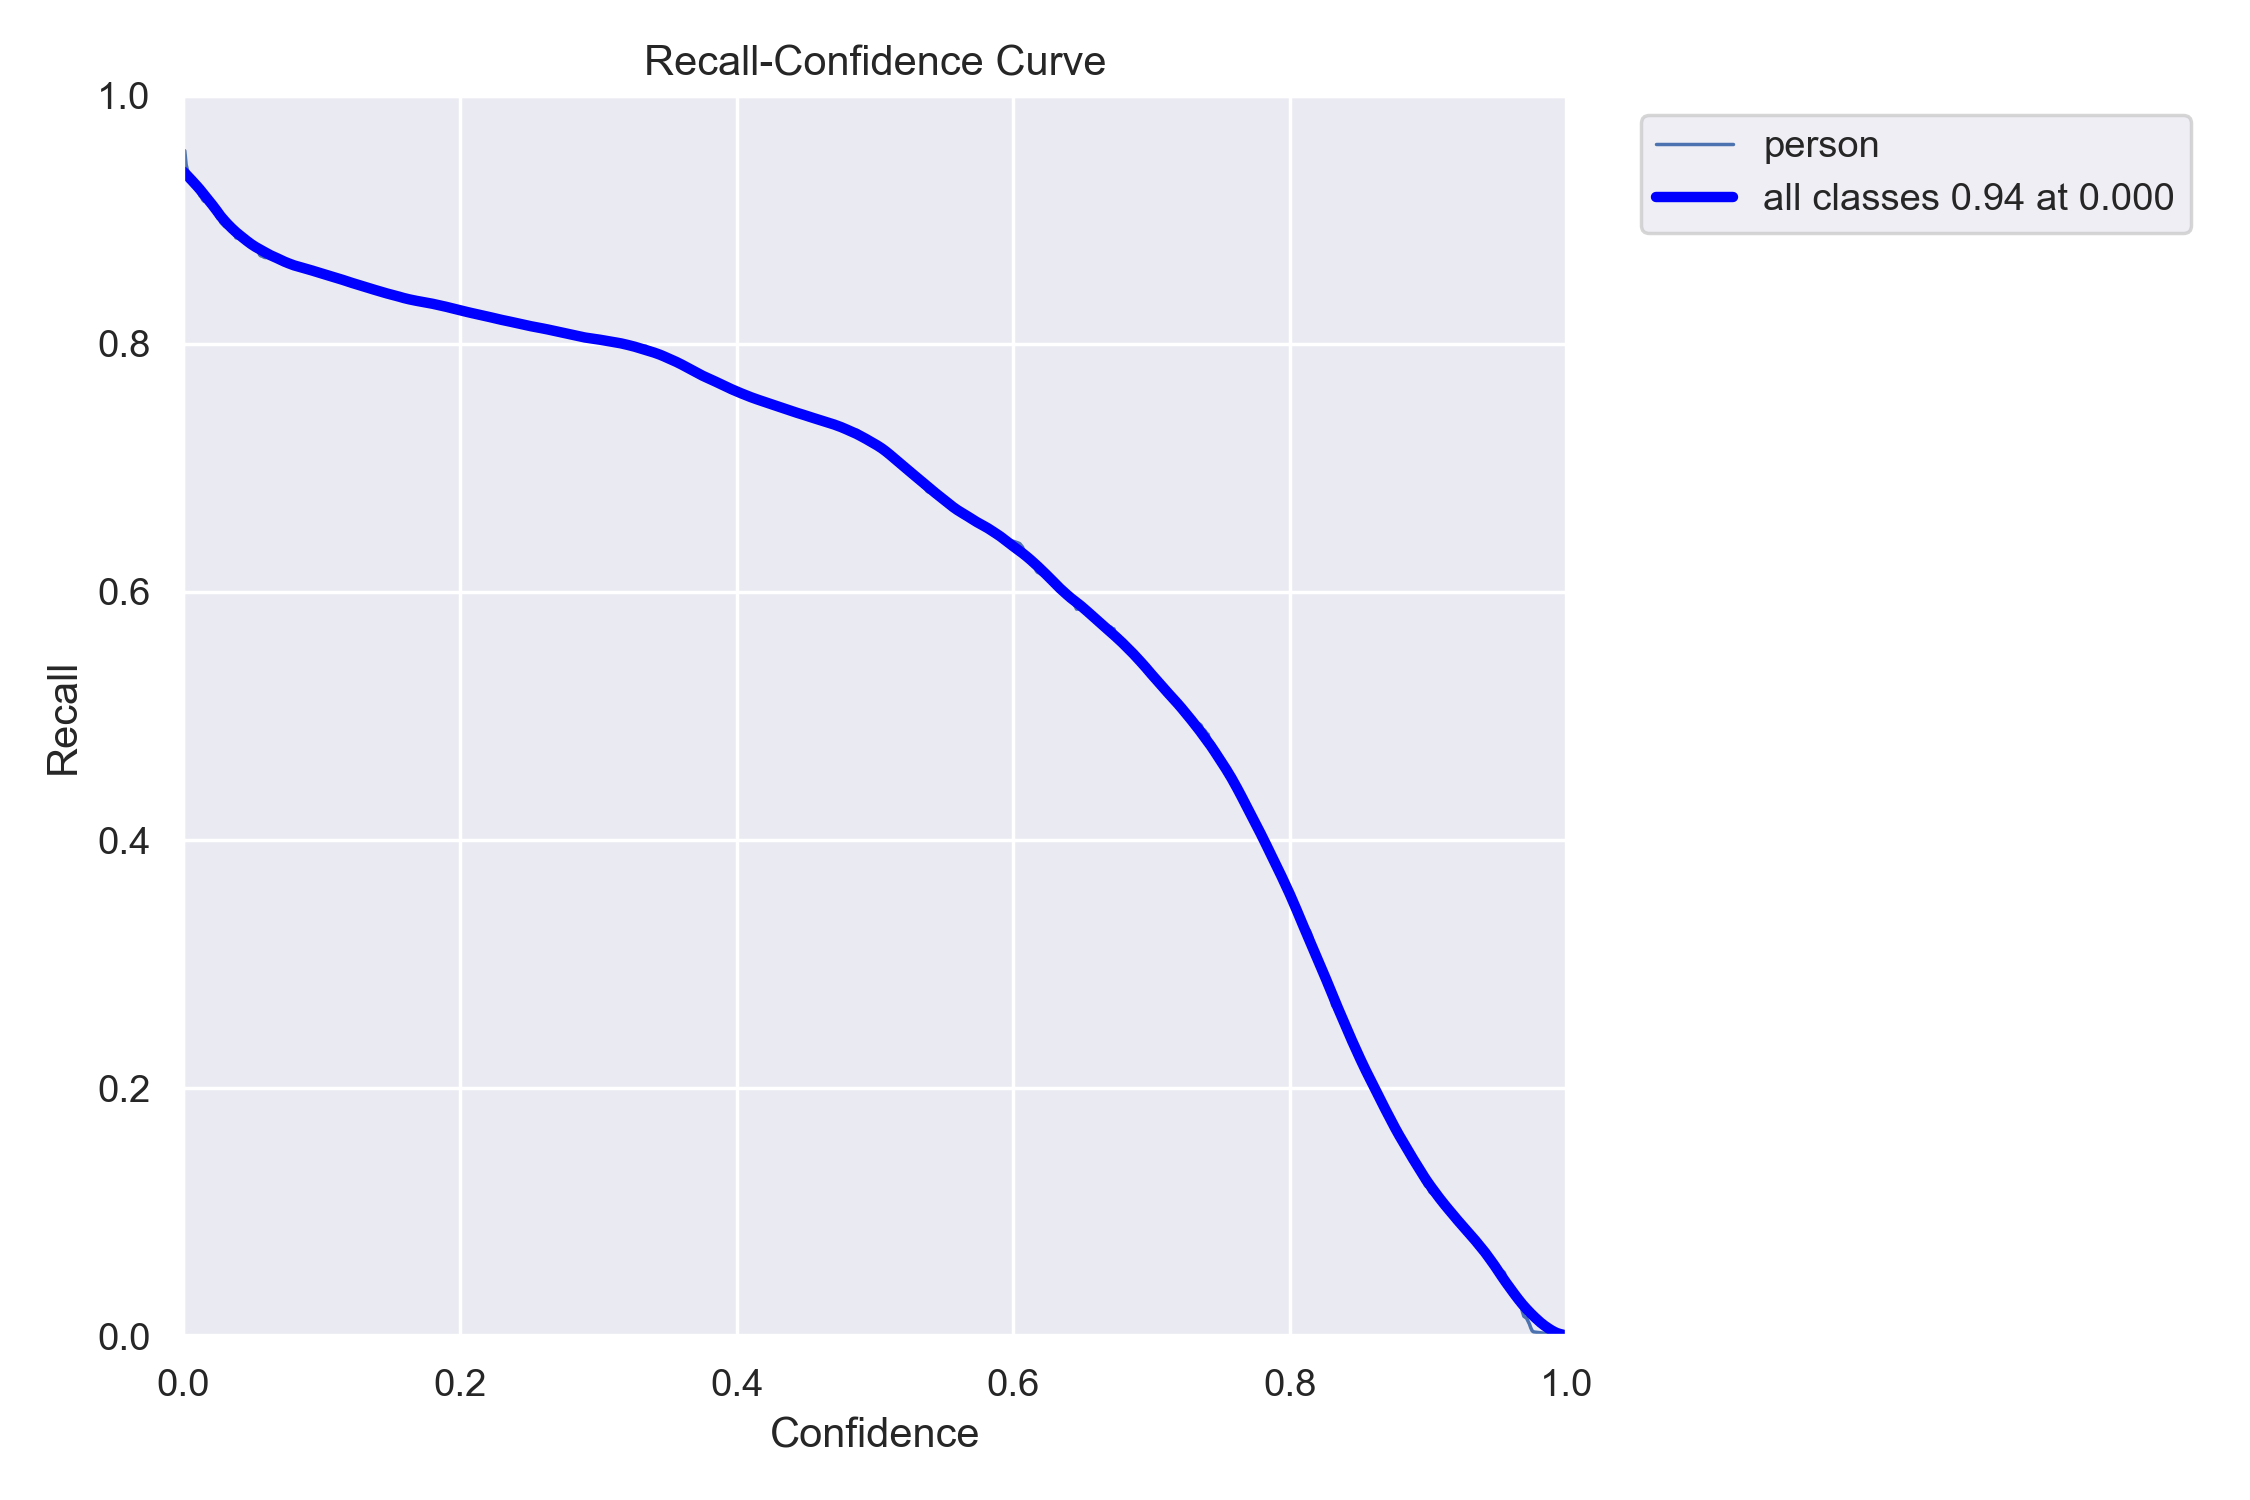 Recall-Confidence Curve
1.0
0.8
0.6
0.4
0.2
0.0
Recall
0.0 0.2 0.4 0.6 0.8 1.0
Confidence
person
all classes 0.94 at 0.000